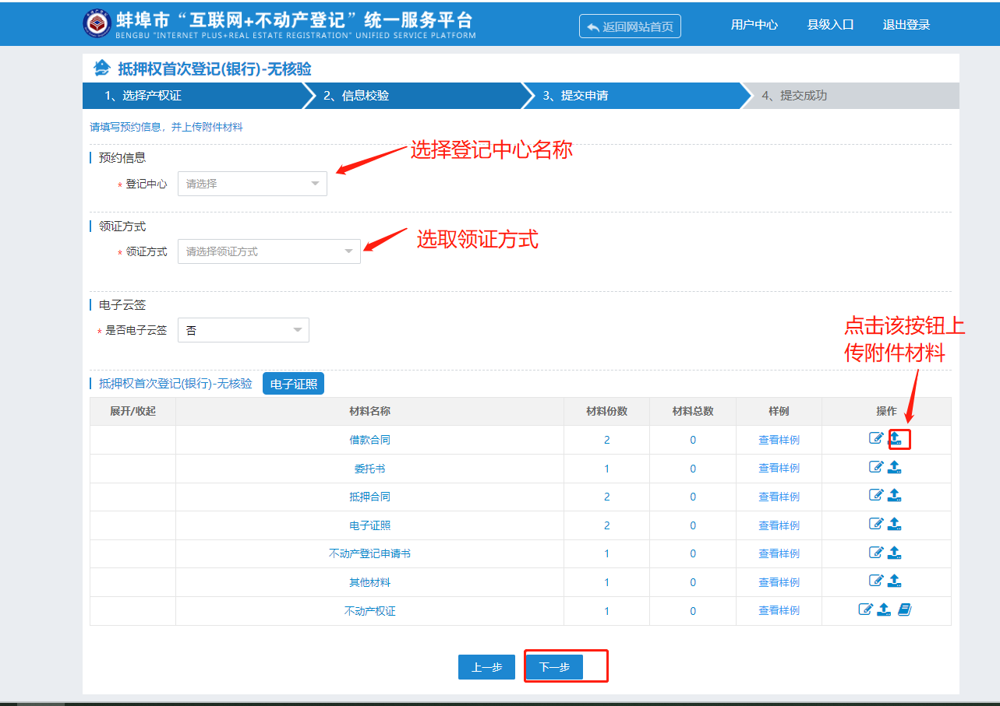 蚌埠市“互联网+不动产登记”统一服务平台
BENGBU "INTERNET PLUS+REAL ESTATE REGISTRATION" UNIFIED SERVICE PLATFORM
返回网站首页 用户中心 县级入口 退出登录
抵押权首次登记(银行)-无核验
1、选择产权证 2、信息校验 3、提交申请 4、提交成功
请填写预约信息，并上传附件材料
选择登记中心名称
预约信息
* 登记中心 请选择
领证方式
选取领证方式
* 领证方式 请选择领证方式
电子云签
* 是否电子云签 否
点击该按钮上
传附件材料
抵押权首次登记(银行)-无核验 电子证照
展开/收起 材料名称 材料份数 材料总数 样例 操作
借款合同 2 0 查看样例
委托书 1 0 查看样例
抵押合同 2 0 查看样例
电子证照 2 0 查看样例
不动产登记申请书 1 0 查看样例
其他材料 1 0 查看样例
不动产权证 1 0 查看样例
上一步 下一步